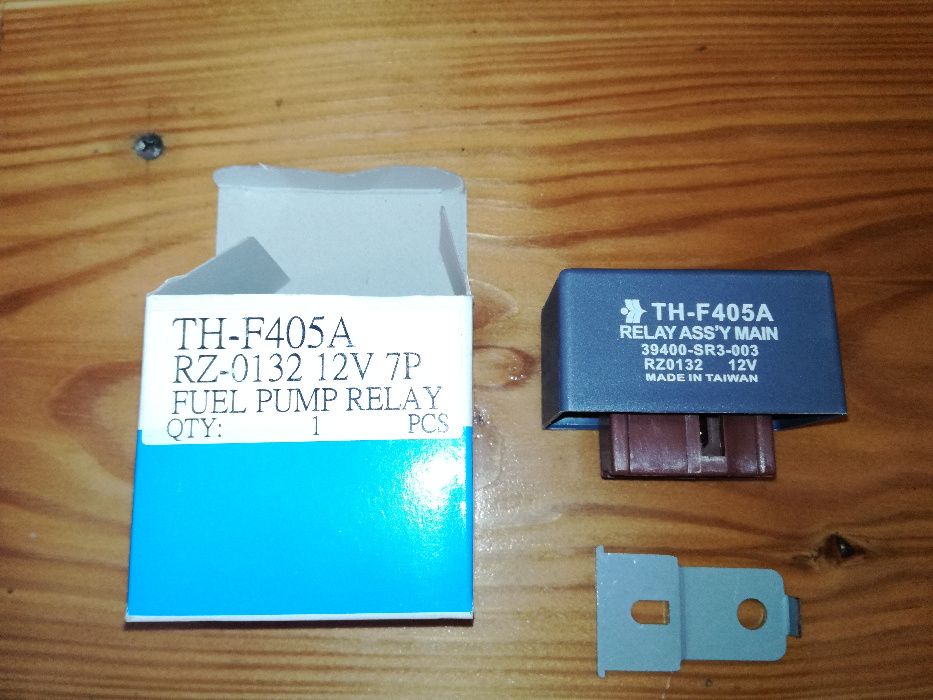 TH-F405A
RZ-0132 12V 7P
FUEL PUMP RELAY
QTY: 1 PCS
TH-F405A
RELAY ASS'Y MAIN
39400-SR3-003
RZ0132 12V
MADE IN TAIWAN